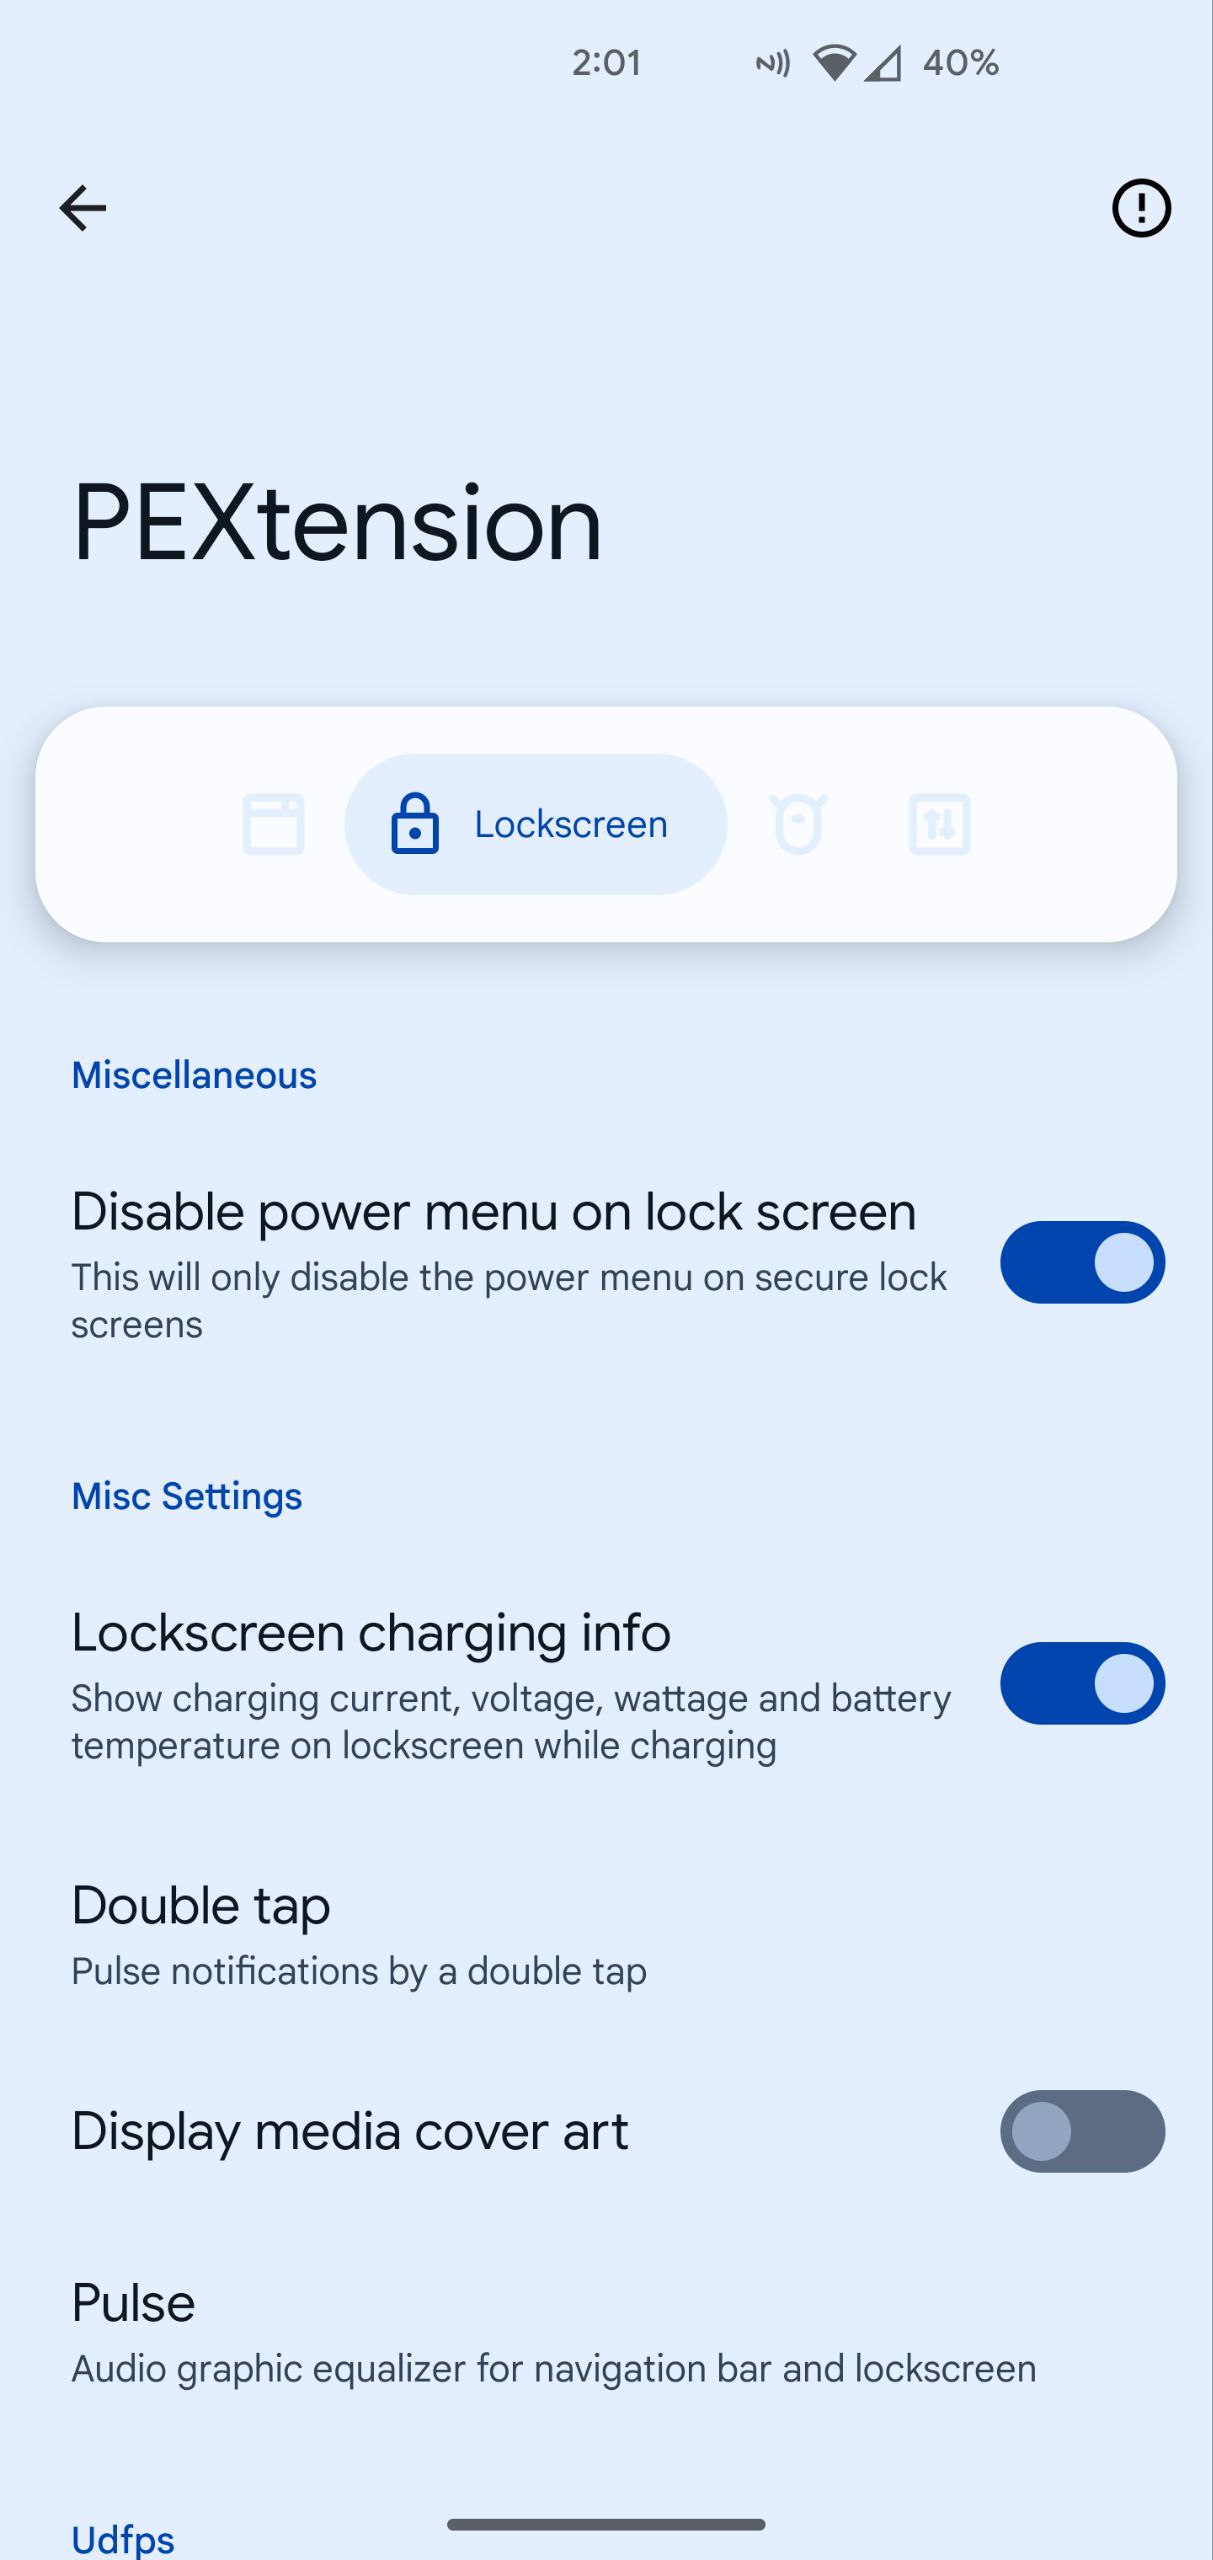 2:01 40%
PEXtension
Lockscreen
Miscellaneous
Disable power menu on lock screen
This will only disable the power menu on secure lock
screens
Misc Settings
Lockscreen charging info
Show charging current, voltage, wattage and battery
temperature on lockscreen while charging
Double tap
Pulse notifications by a double tap
Display media cover art
Pulse
Audio graphic equalizer for navigation bar and lockscreen
Udfps